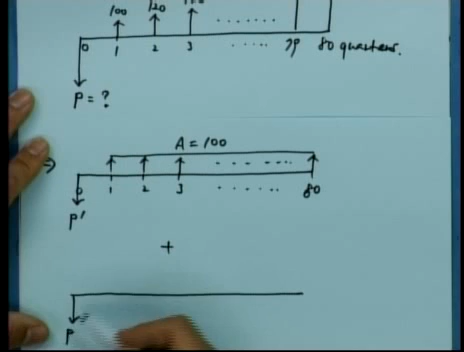 100 120
0 1 2 3 ...... 79 80 quarters.
P = ?
⇒ A = 100
0 1 2 3 ...... 80
P'
+
P